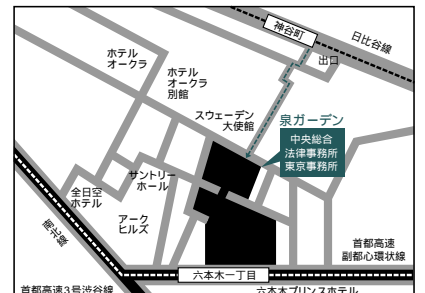 神谷町
日比谷線
出口
ホテル
オークラ
ホテル
オークラ
別館
スウェーデン
大使館
泉ガーデン
中央総合
法律事務所
東京事務所
サントリー
ホール
全日空
ホテル
アーク
ヒルズ
南北線
首都高速
副都心環状線
六本木一丁目
首都高速3号渋谷線
六本木プリンスホテル